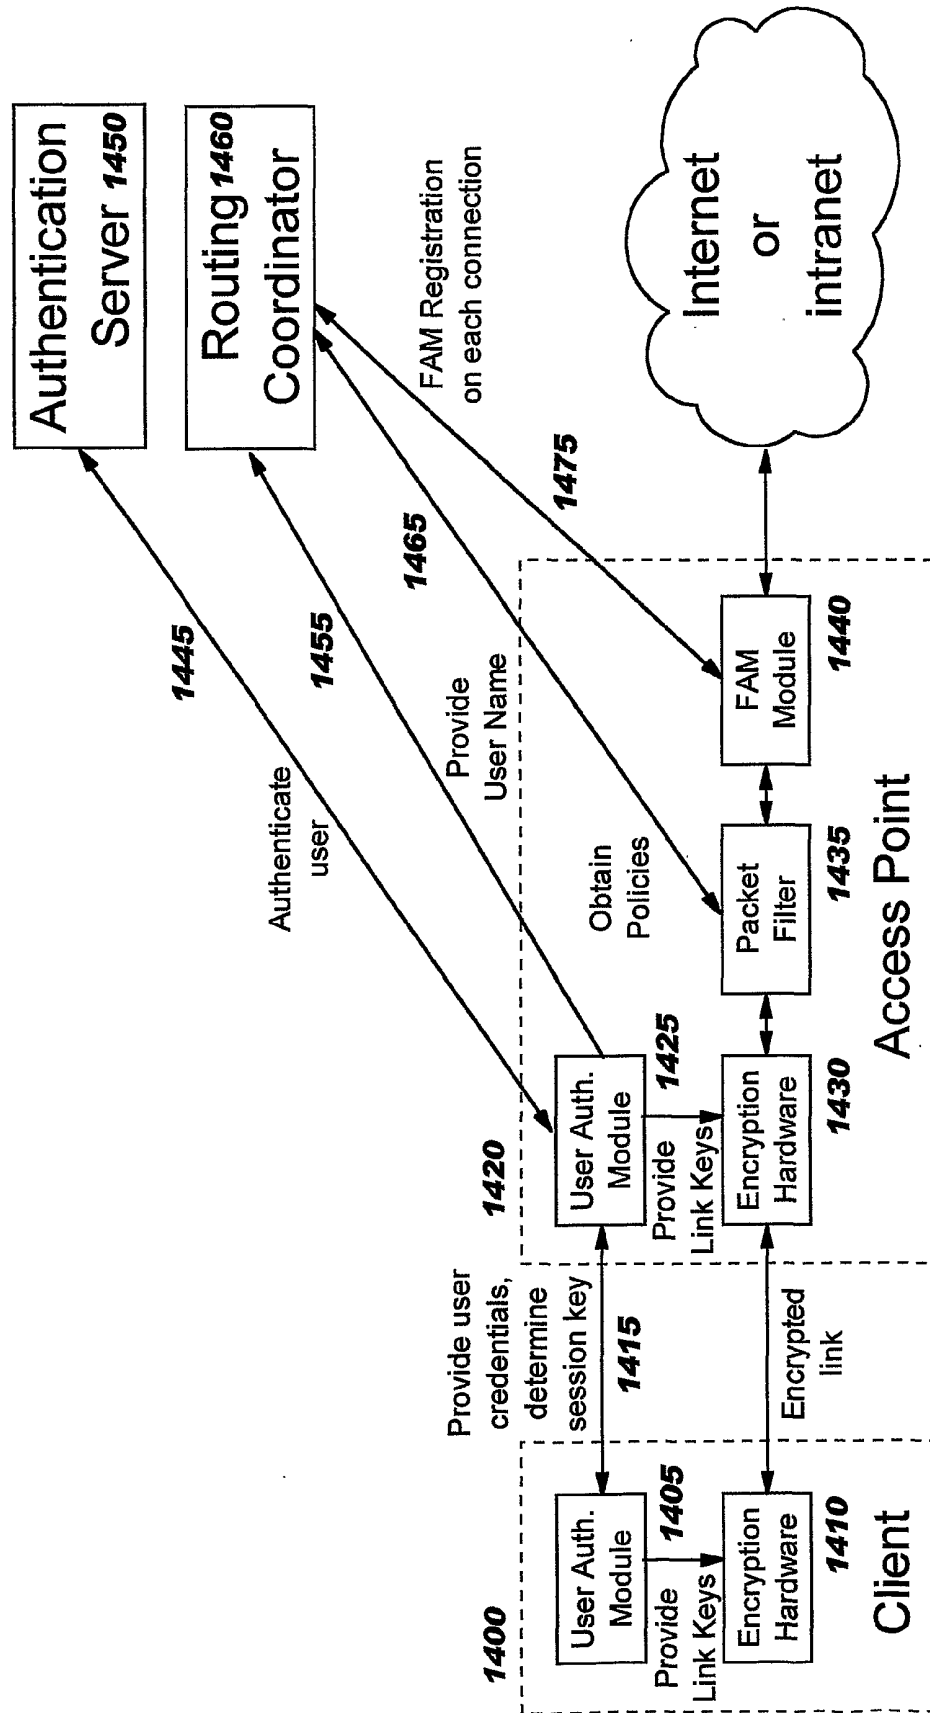 Authentication
Server 1450
Routing 1460
Coordinator
1445
Authenticate
user
1455
Provide
User Name
1465
Obtain
Policies
1475
FAM Registration
on each connection
Internet
or
intranet
1400
User Auth.
Module
1405
Provide
Link Keys
Encryption
Hardware
1410
Client
Provide user
credentials,
determine
session key
1415
Encrypted
link
1420
User Auth.
Module
1425
Provide
Link Keys
Encryption
Hardware
1430
Packet
Filter
1435
FAM
Module
1440
Access Point